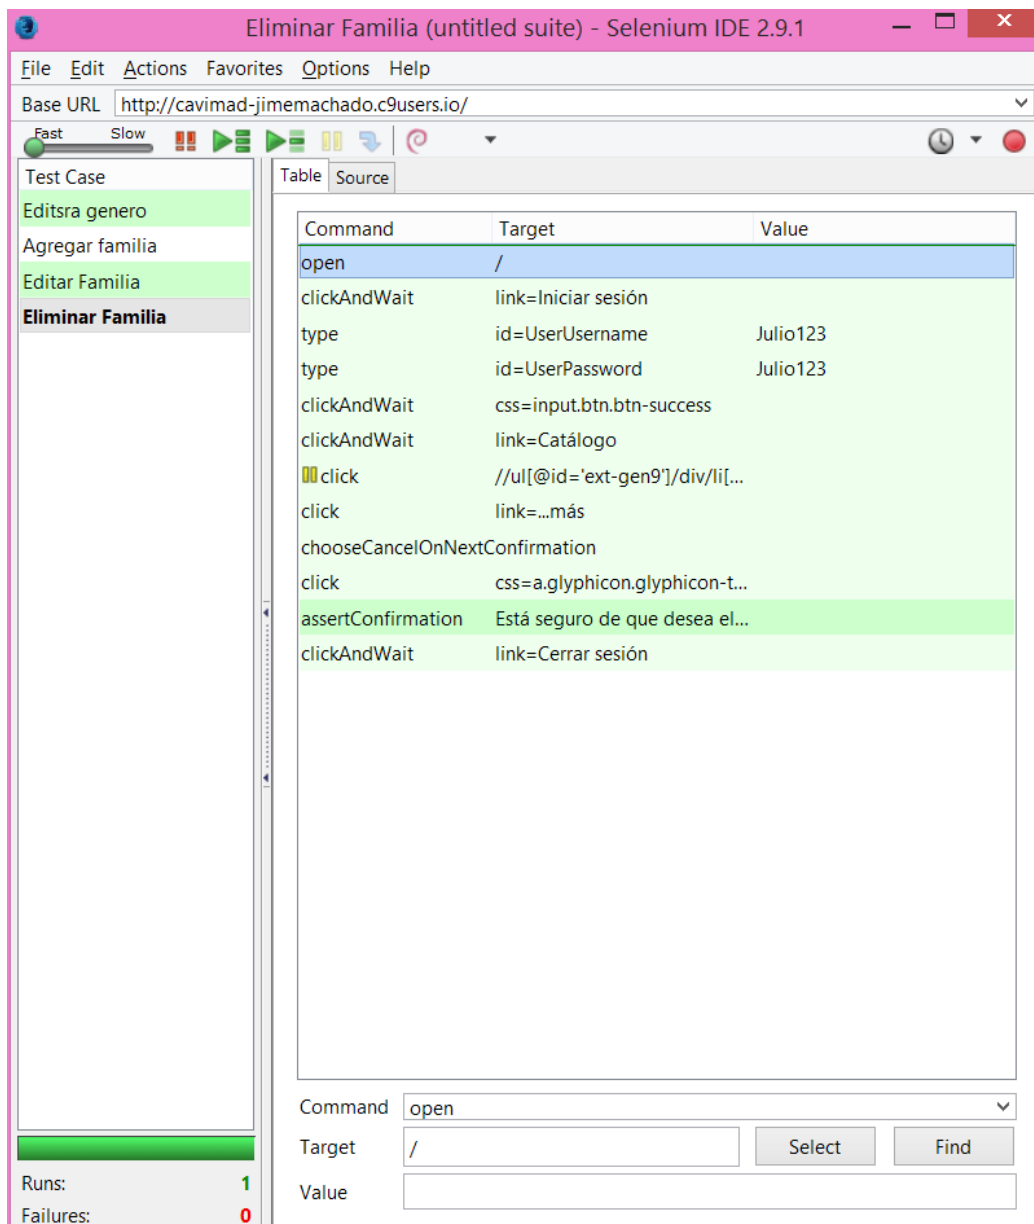 Eliminar Familia (untitled suite) - Selenium IDE 2.9.1
File Edit Actions Favorites Options Help
Base URL http://cavimad-jimemachado.c9users.io/
Fast Slow
Test Case
Editsra genero
Agregar familia
Editar Familia
Eliminar Familia
Table Source
Command Target Value
open /
clickAndWait link=Iniciar sesión
type id=UserUsername Julio123
type id=UserPassword Julio123
clickAndWait css=input.btn.btn-success
clickAndWait link=Catálogo
click //ul[@id='ext-gen9']/div/li[...
click link=...más
chooseCancelOnNextConfirmation
click css=a.glyphicon.glyphicon-t...
assertConfirmation Está seguro de que desea el...
clickAndWait link=Cerrar sesión
Command open
Target / Select Find
Value
Runs: 1
Failures: 0